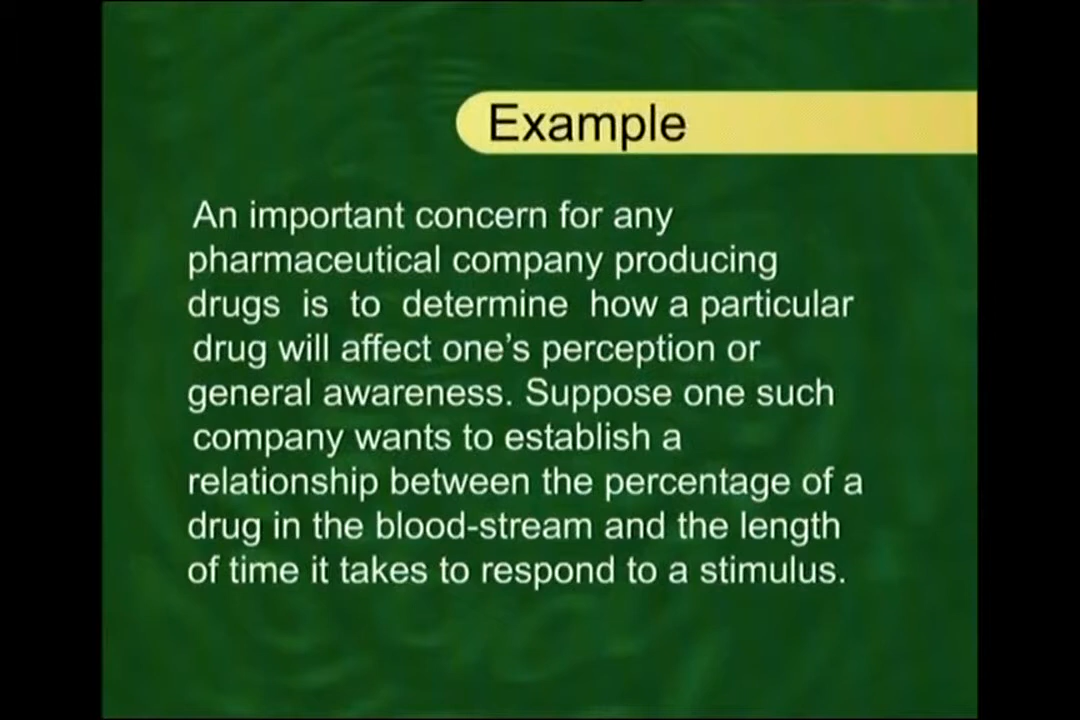 Example
An important concern for any
pharmaceutical company producing
drugs is to determine how a particular
drug will affect one's perception or
general awareness. Suppose one such
company wants to establish a
relationship between the percentage of a
drug in the blood-stream and the length
of time it takes to respond to a stimulus.